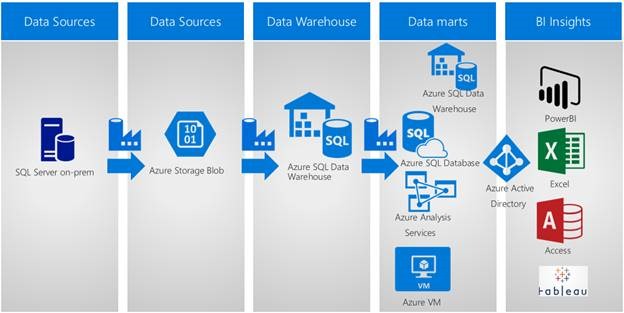 Data Sources
Data Sources
Data Warehouse
Data marts
BI Insights
SQL Server on-prem
10
01
Azure Storage Blob
SQL
Azure SQL Data
Warehouse
SQL
Azure SQL Data
Warehouse
SQL
Azure SQL Database
Azure Analysis
Services
VM
Azure VM
Azure Active
Directory
PowerBI
X
Excel
A
Access
+ableau